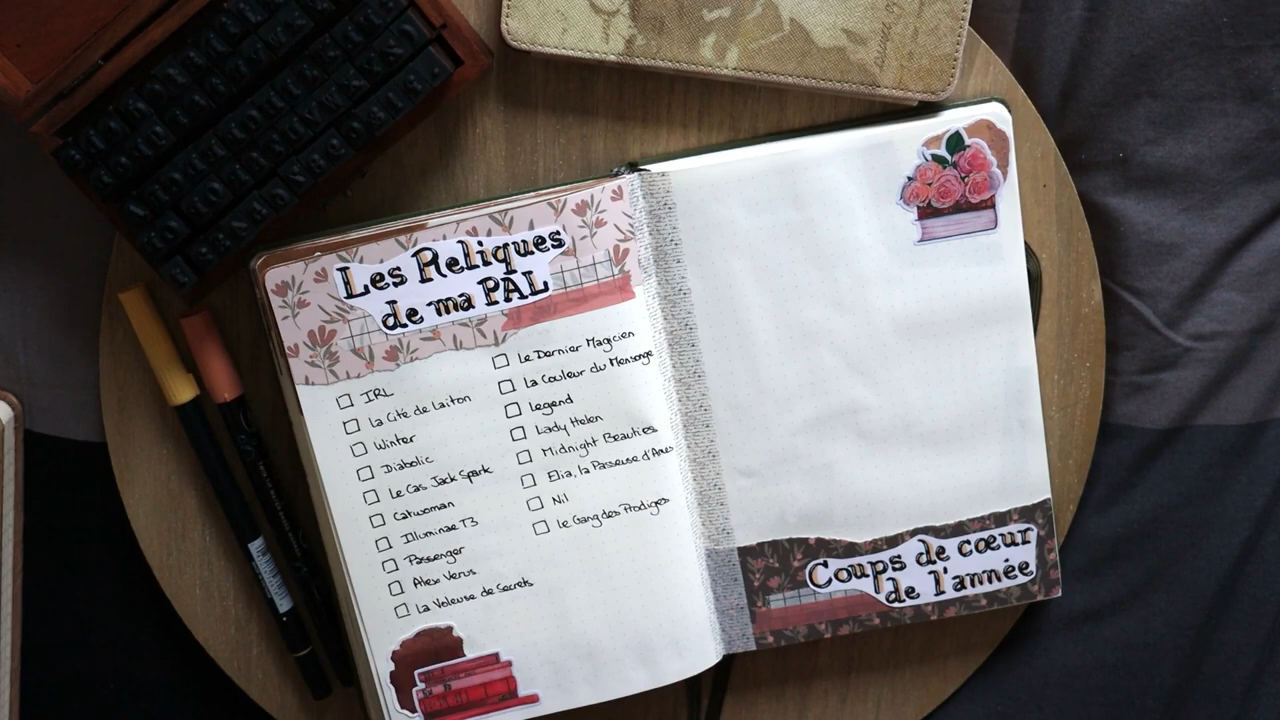 Les Reliques
de ma PAL
IRL
la Cité de Laiton
Winter
Diabolic
Le Cas Jack Spark
Catwoman
Illuminae T3
Passenger
Alex Verus
La Voleuse de Secrets
Le Dernier Magicien
la Couleur du Mensonge
Legend
Lady Helen
Midnight Beauties
Elia, la Passeuse d'Ames
Nil
le Gang des Prodiges
Coups de cœur
de l'année